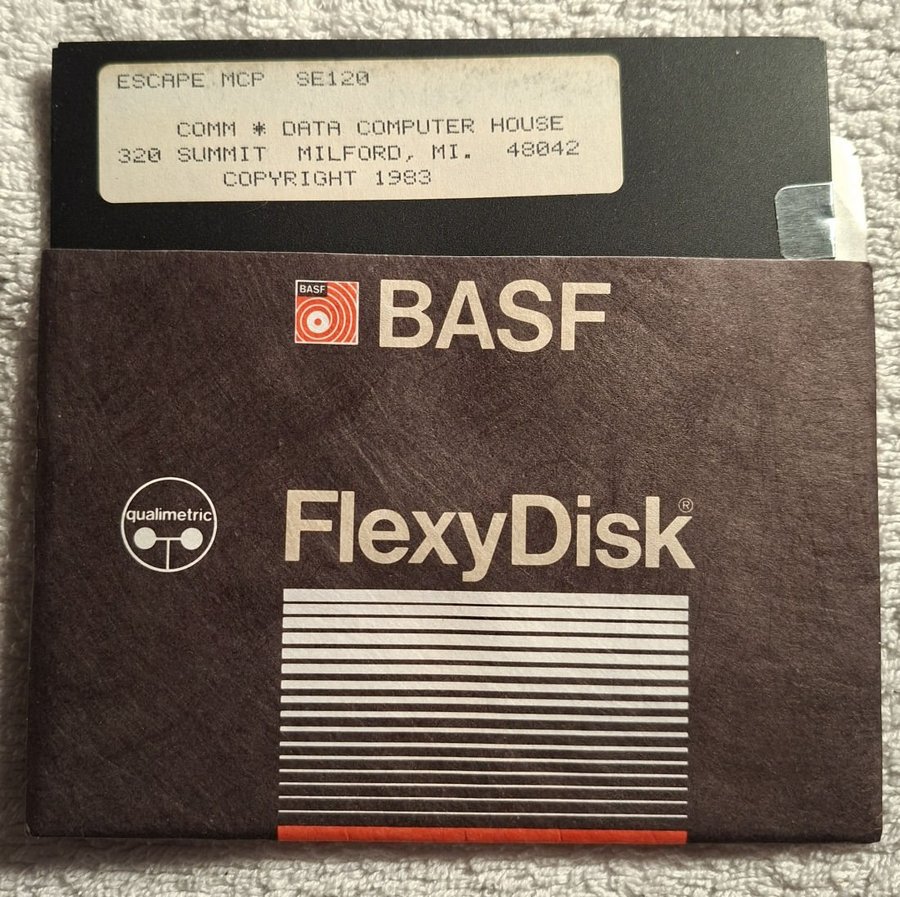 ESCAPE MCP SE120
COMM * DATA COMPUTER HOUSE
320 SUMMIT MILFORD, MI. 48042
COPYRIGHT 1983
BASF
BASF
qualimetric
FlexyDisk®